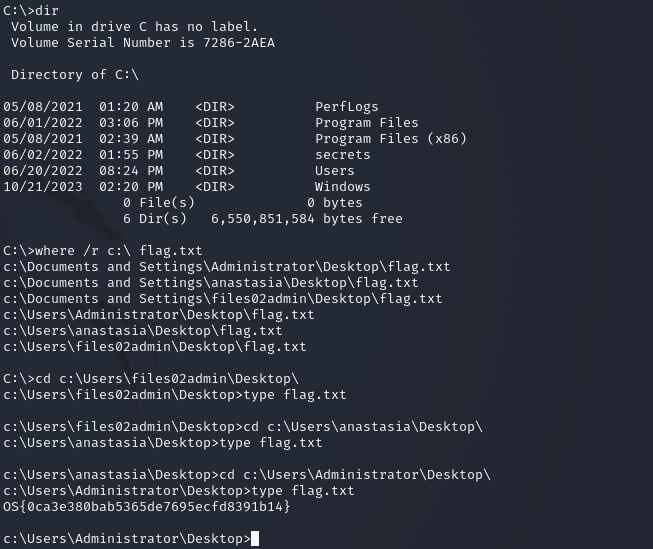 C:\>dir
 Volume in drive C has no label.
 Volume Serial Number is 7286-2AEA
 Directory of C:\
05/08/2021  01:20 AM    <DIR>          PerfLogs
06/01/2022  03:06 PM    <DIR>          Program Files
05/08/2021  02:39 AM    <DIR>          Program Files (x86)
06/02/2022  01:55 PM    <DIR>          secrets
06/20/2022  08:24 PM    <DIR>          Users
10/21/2023  02:20 PM    <DIR>          Windows
               0 File(s)              0 bytes
               6 Dir(s)   6,550,851,584 bytes free
C:\>where /r c:\ flag.txt
c:\Documents and Settings\Administrator\Desktop\flag.txt
c:\Documents and Settings\anastasia\Desktop\flag.txt
c:\Documents and Settings\files02admin\Desktop\flag.txt
c:\Users\Administrator\Desktop\flag.txt
c:\Users\anastasia\Desktop\flag.txt
c:\Users\files02admin\Desktop\flag.txt
C:\>cd c:\Users\files02admin\Desktop\
c:\Users\files02admin\Desktop>type flag.txt
c:\Users\files02admin\Desktop>cd c:\Users\anastasia\Desktop\
c:\Users\anastasia\Desktop>type flag.txt
c:\Users\anastasia\Desktop>cd c:\Users\Administrator\Desktop\
c:\Users\Administrator\Desktop>type flag.txt
OS{0ca3e380bab5365de7695ecfd8391b14}
c:\Users\Administrator\Desktop>